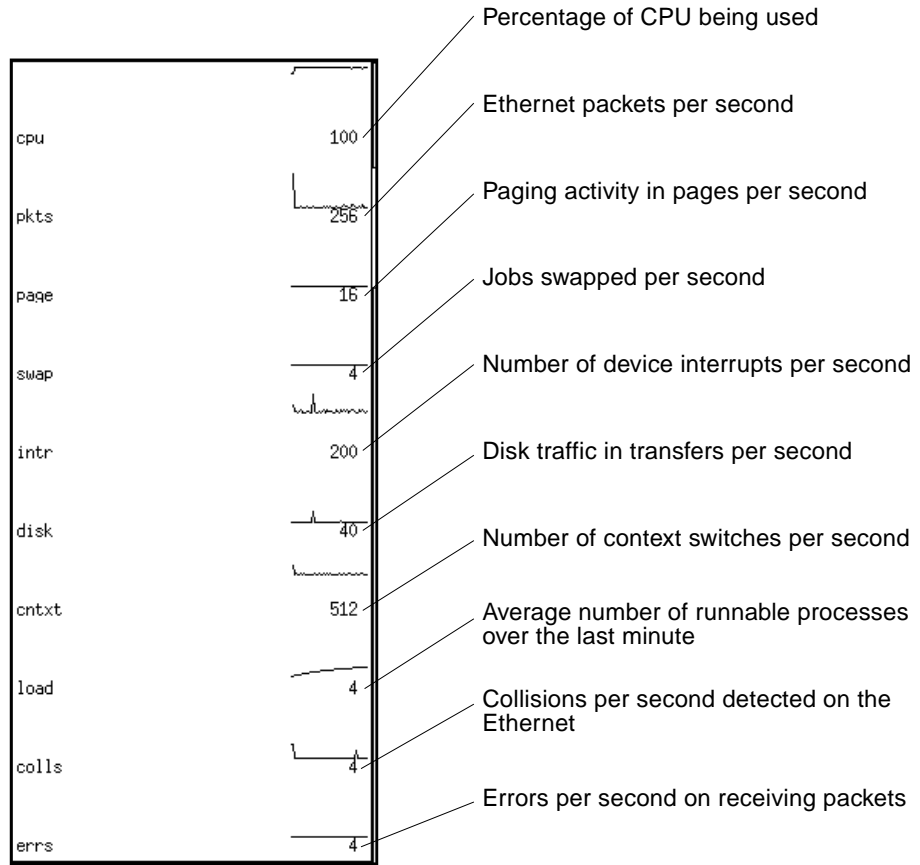 Percentage of CPU being used
cpu 100
Ethernet packets per second
pkts 256
Paging activity in pages per second
page 16
Jobs swapped per second
swap 4
Number of device interrupts per second
intr 200
Disk traffic in transfers per second
disk 40
Number of context switches per second
cntxt 512
Average number of runnable processes
over the last minute
load 4
Collisions per second detected on the
Ethernet
colls 4
Errors per second on receiving packets
errs 4